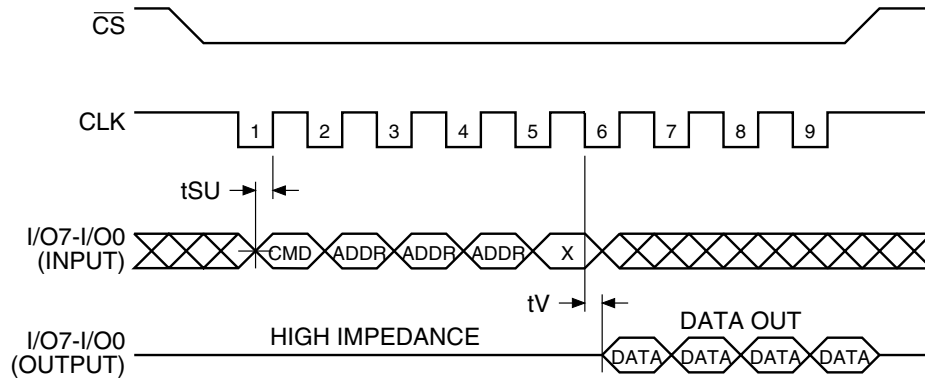 C̅S̅
CLK 1 2 3 4 5 6 7 8 9
tSU
I/O7-I/O0
(INPUT)
CMD ADDR ADDR ADDR X
tV
I/O7-I/O0
(OUTPUT)
HIGH IMPEDANCE
DATA OUT
DATA DATA DATA DATA